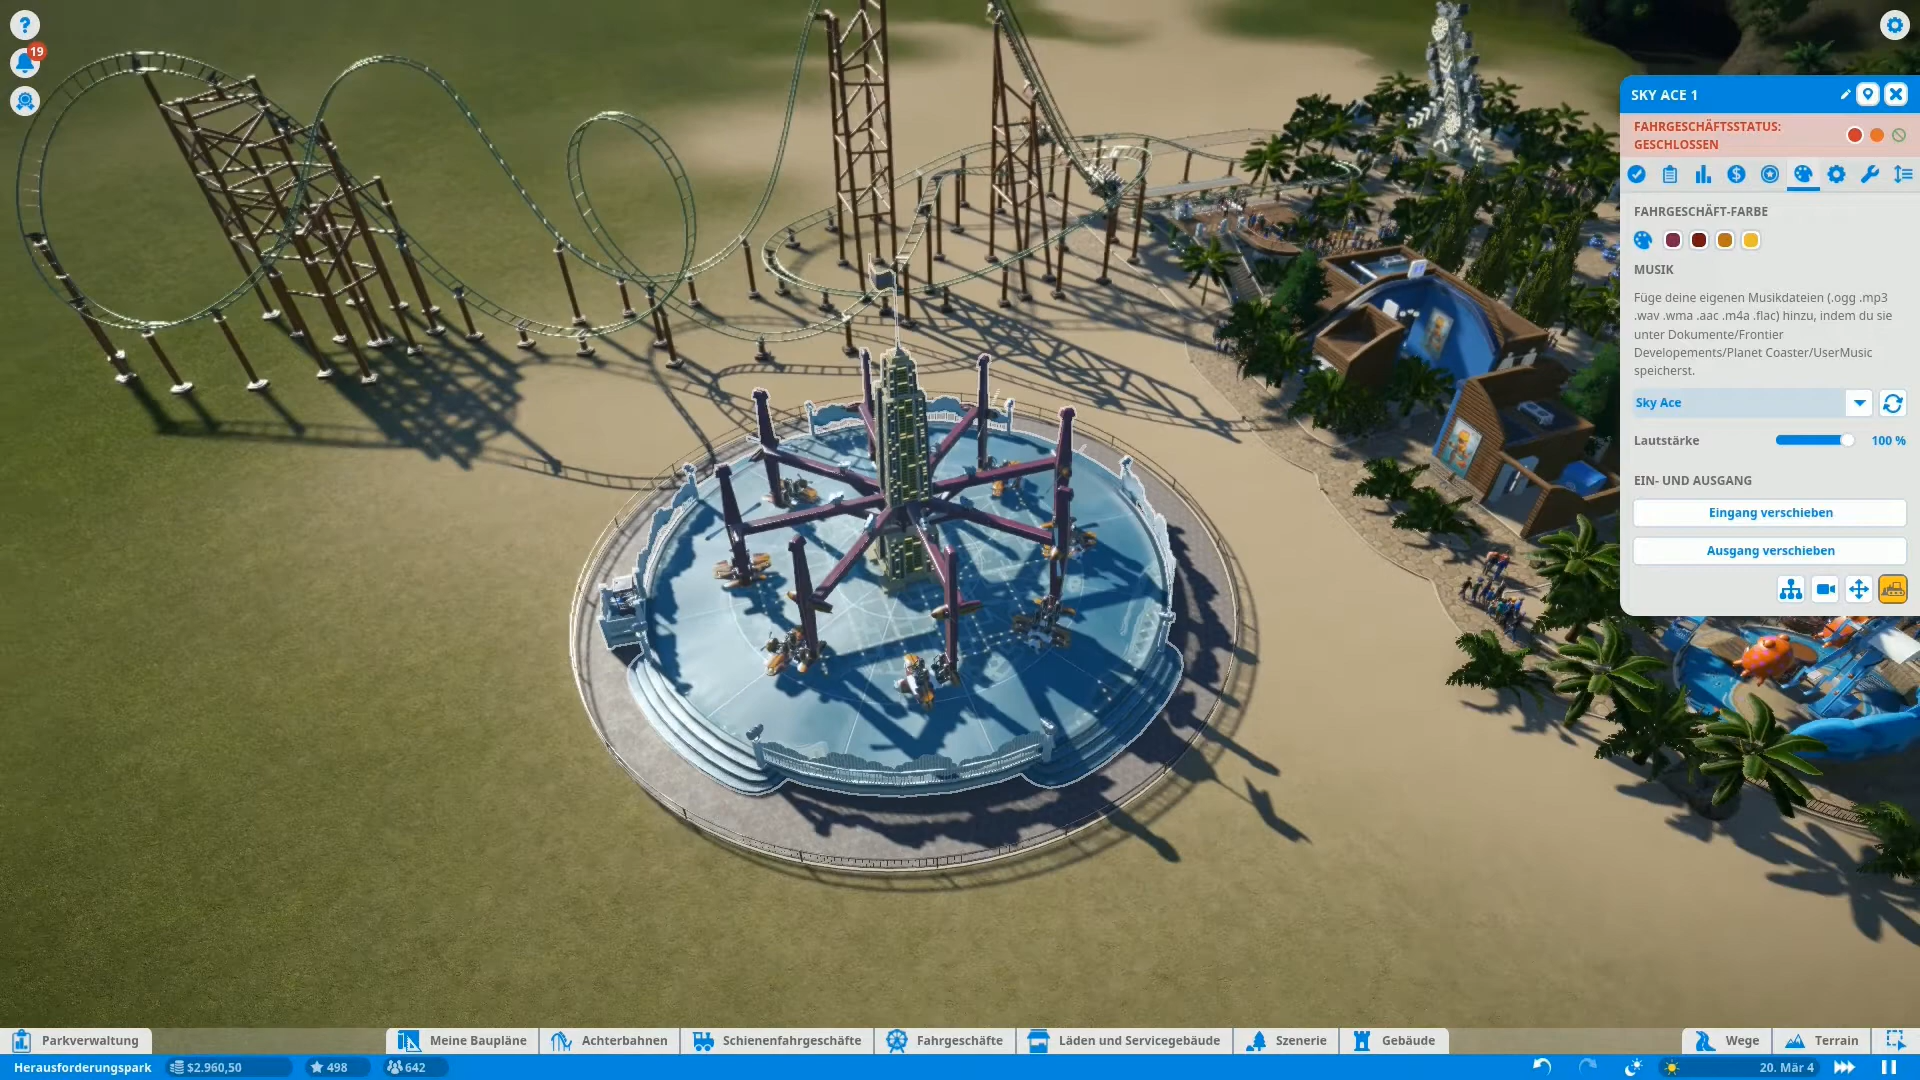 ?
19
SKY ACE 1
FAHRGESCHÄFTSSTATUS:
GESCHLOSSEN
FAHRGESCHÄFT-FARBE
MUSIK
Füge deine eigenen Musikdateien (.ogg .mp3
.wav .wma .aac .m4a .flac) hinzu, indem du sie
unter Dokumente/Frontier
Developements/Planet Coaster/UserMusic
speicherst.
Sky Ace
Lautstärke 100 %
EIN- UND AUSGANG
Eingang verschieben
Ausgang verschieben
Parkverwaltung Meine Baupläne Achterbahnen Schienenfahrgeschäfte Fahrgeschäfte Läden und Servicegebäude Szenerie Gebäude Wege Terrain
Herausforderungspark $2.960,50 498 642 20. Mär 4